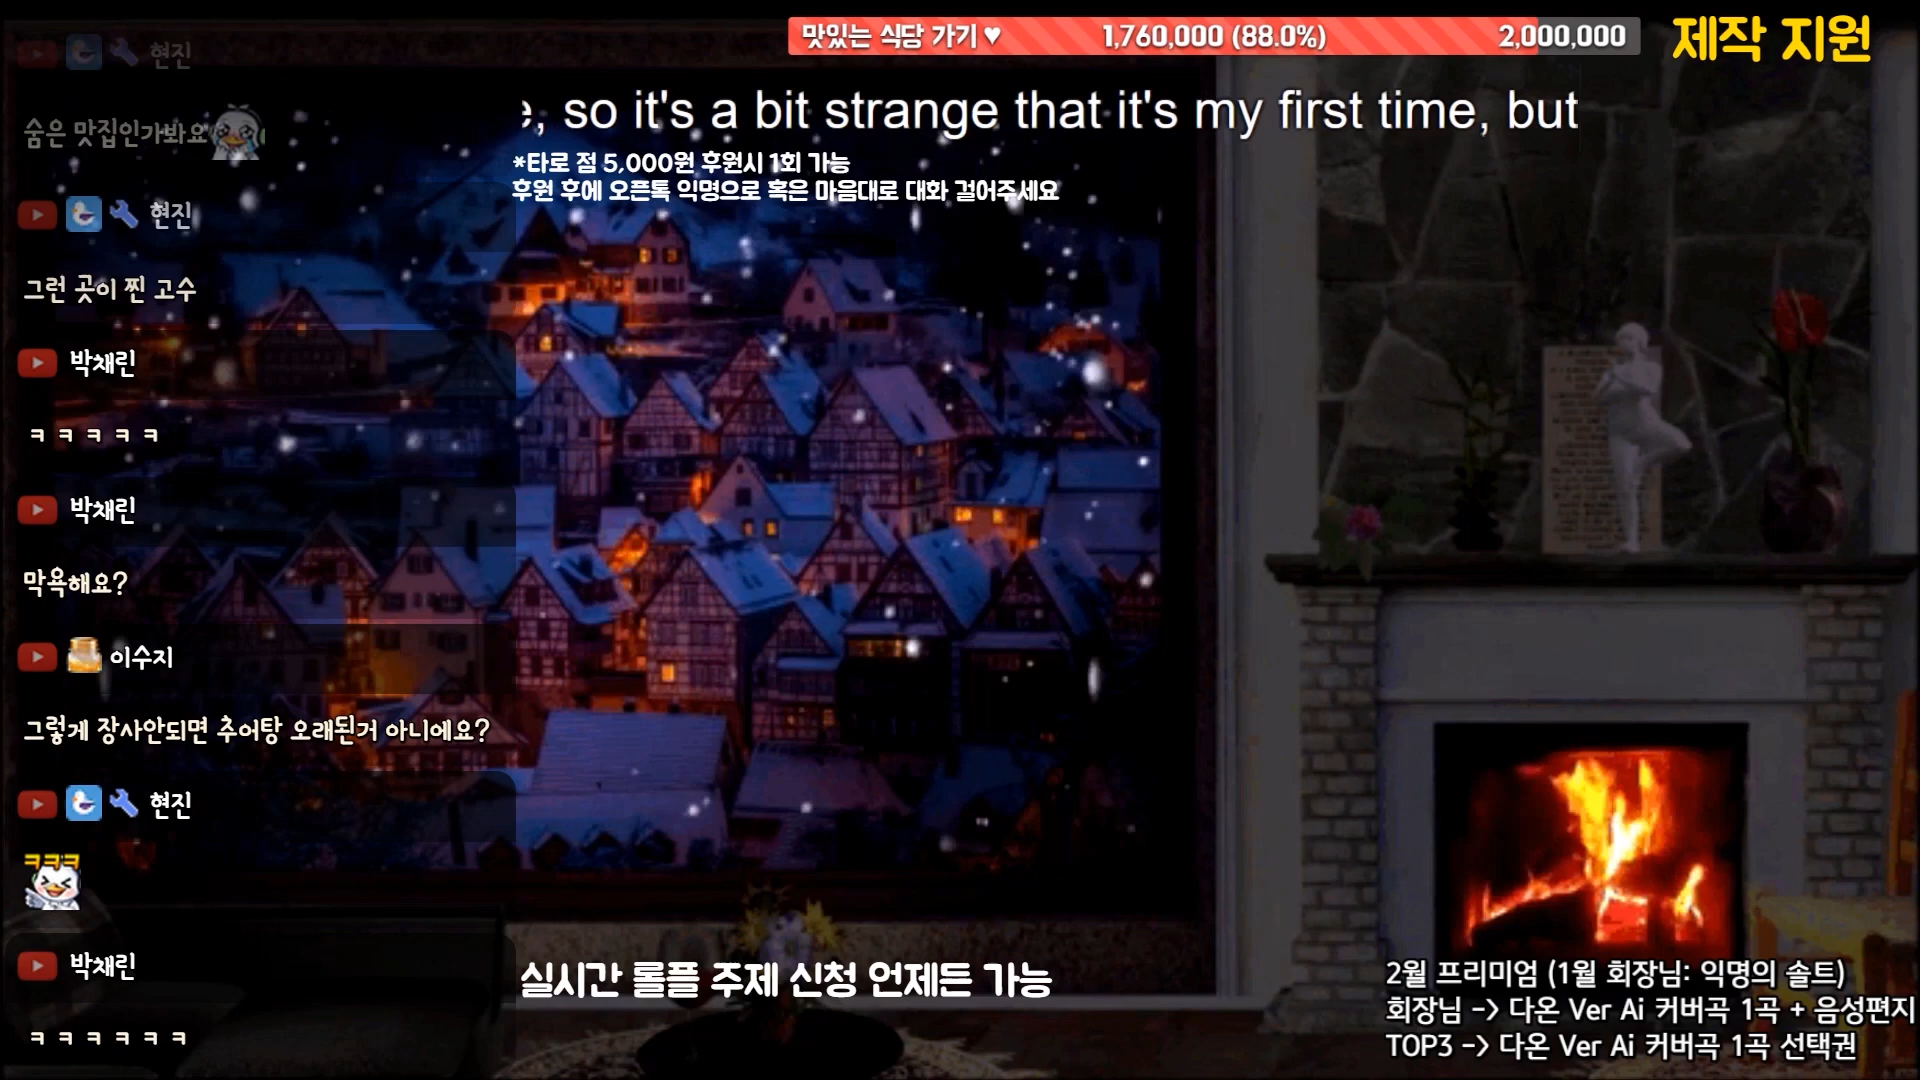 맛있는 식당 가기 ♥ 1,760,000 (88.0%) 2,000,000
제작 지원
, so it's a bit strange that it's my first time, but
*타로 점 5,000원 후원시 1회 가능
후원 후에 오픈톡 익명으로 혹은 마음대로 대화 걸어주세요
현진
숨은 맛집인가봐요
현진
그런 곳이 찐 고수
박채린
ㅋㅋㅋㅋㅋ
박채린
막욕해요?
이수지
그렇게 장사안되면 추어탕 오래된거 아니에요?
현진
ㅋㅋㅋ
박채린
ㅋㅋㅋㅋㅋㅋ
실시간 롤플 주제 신청 언제든 가능
2월 프리미엄 (1월 회장님: 익명의 솔트)
회장님 -> 다온 Ver Ai 커버곡 1곡 + 음성편지
TOP3 -> 다온 Ver Ai 커버곡 1곡 선택권